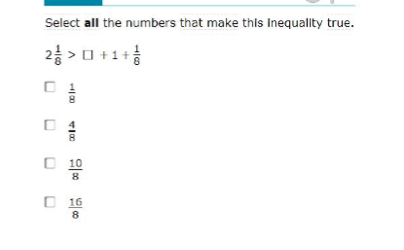 Select all the numbers that make this inequality true.
2 1/8 > □ + 1 + 1/8
□ 1/8
□ 4/8
□ 10/8
□ 16/8